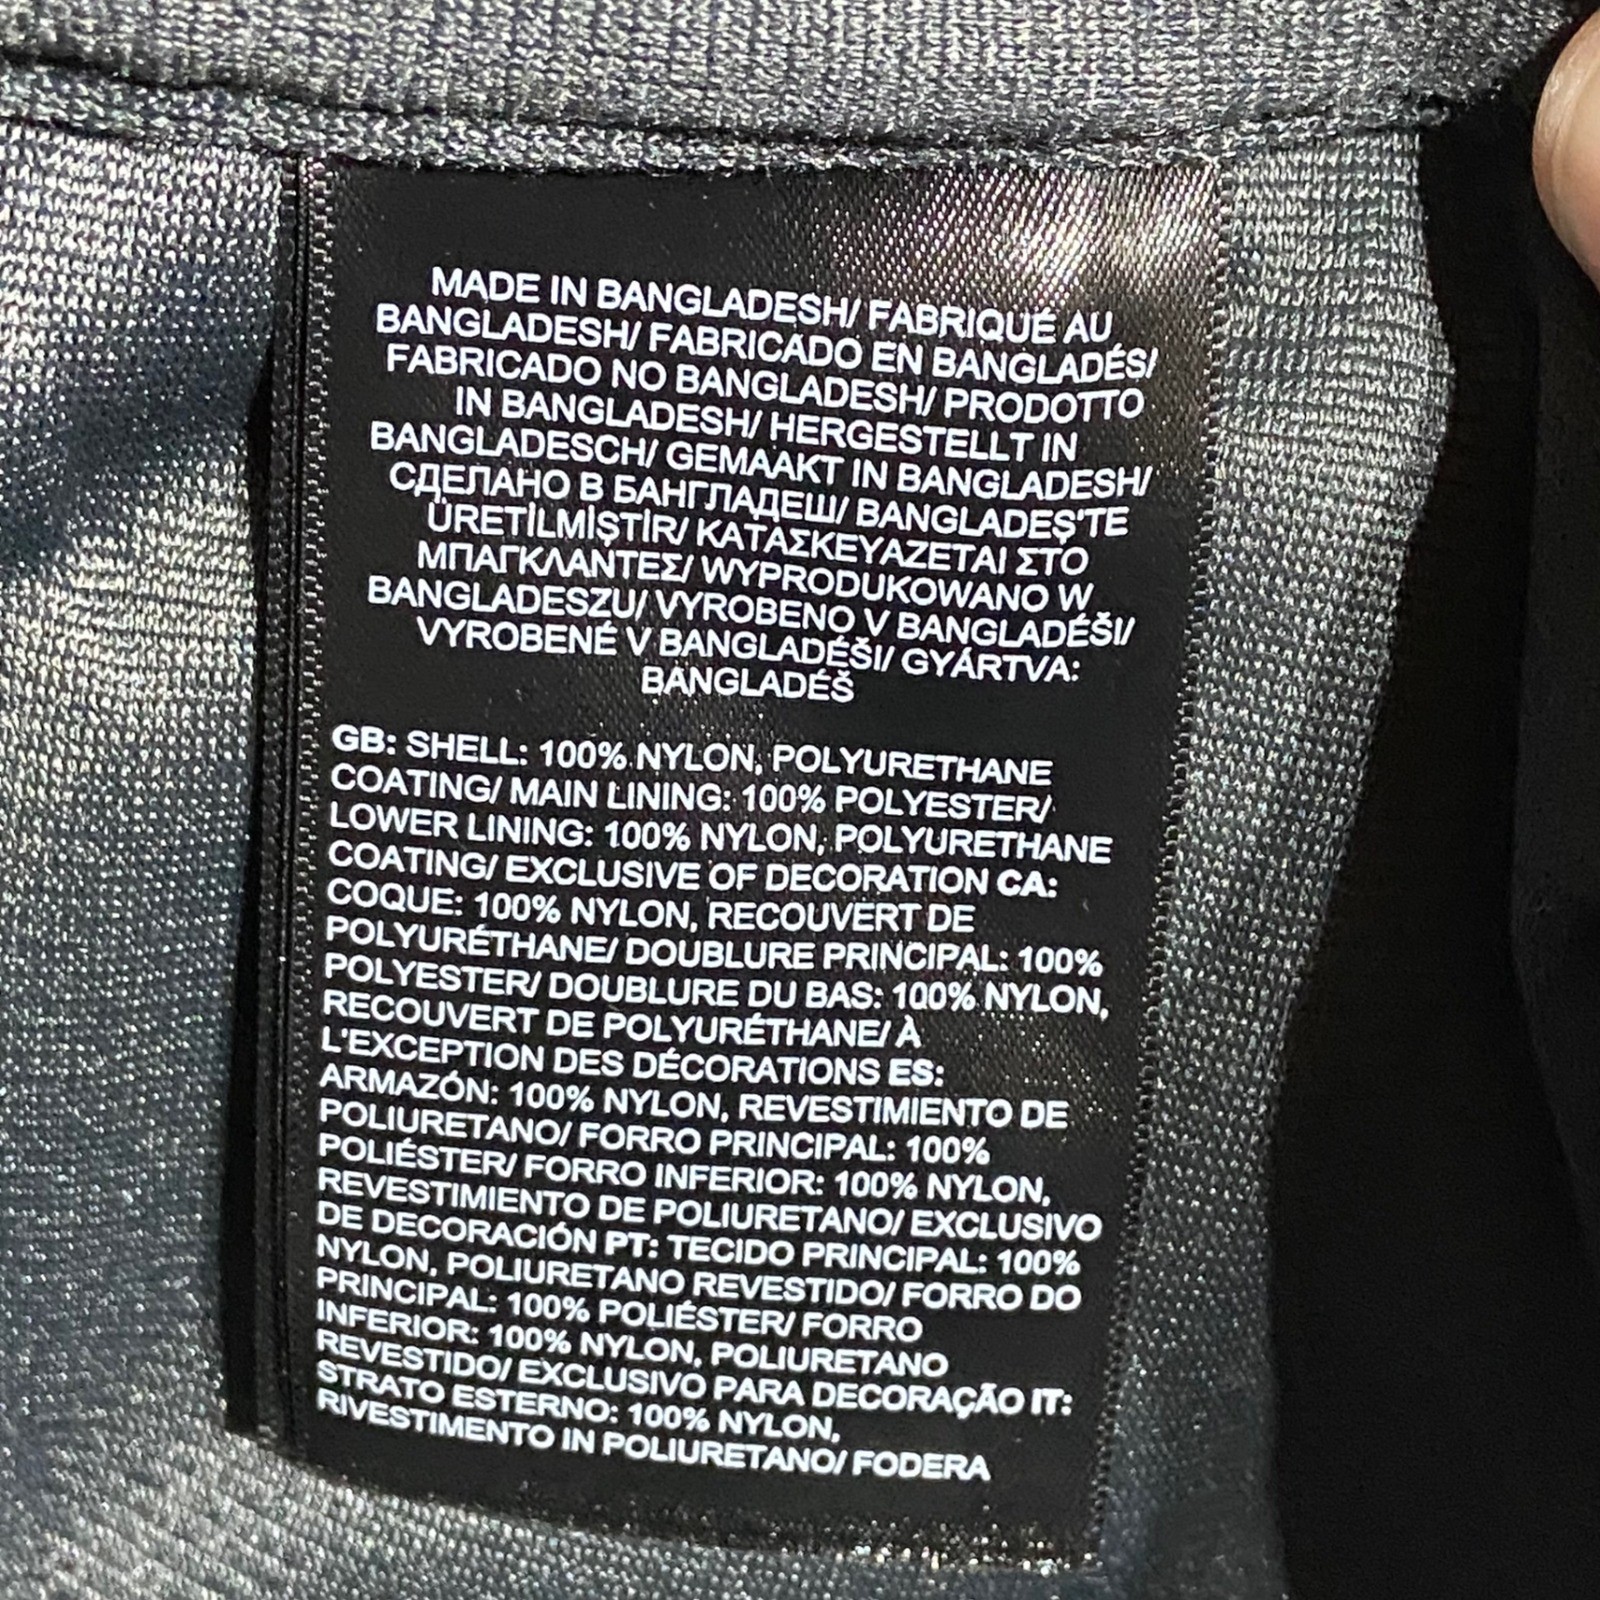 MADE IN BANGLADESH/ FABRIQUÉ AU
BANGLADESH/ FABRICADO EN BANGLADÉS/
FABRICADO NO BANGLADESH/ PRODOTTO
IN BANGLADESH/ HERGESTELLT IN
BANGLADESCH/ GEMAAKT IN BANGLADESH/
СДЕЛАНО В БАНГЛАДЕШ/ BANGLADEŞ'TE
ÜRETİLMİŞTİR/ ΚΑΤΑΣΚΕΥΑΖΕΤΑΙ ΣΤΟ
ΜΠΑΓΚΛΑΝΤΕΣ/ WYPRODUKOWANO W
BANGLADESZU/ VYROBENO V BANGLADÉŠI/
VYROBENÉ V BANGLADÉŠI/ GYÁRTVA:
BANGLADÉŠ
GB: SHELL: 100% NYLON, POLYURETHANE
COATING/ MAIN LINING: 100% POLYESTER/
LOWER LINING: 100% NYLON, POLYURETHANE
COATING/ EXCLUSIVE OF DECORATION CA:
COQUE: 100% NYLON, RECOUVERT DE
POLYURÉTHANE/ DOUBLURE PRINCIPAL: 100%
POLYESTER/ DOUBLURE DU BAS: 100% NYLON,
RECOUVERT DE POLYURÉTHANE/ À
L'EXCEPTION DES DÉCORATIONS ES:
ARMAZÓN: 100% NYLON, REVESTIMIENTO DE
POLIURETANO/ FORRO PRINCIPAL: 100%
POLIÉSTER/ FORRO INFERIOR: 100% NYLON,
REVESTIMIENTO DE POLIURETANO/ EXCLUSIVO
DE DECORACIÓN PT: TECIDO PRINCIPAL: 100%
NYLON, POLIURETANO REVESTIDO/ FORRO DO
PRINCIPAL: 100% POLIÉSTER/ FORRO
INFERIOR: 100% NYLON, POLIURETANO
REVESTIDO/ EXCLUSIVO PARA DECORAÇÃO IT:
STRATO ESTERNO: 100% NYLON,
RIVESTIMENTO IN POLIURETANO/ FODERA